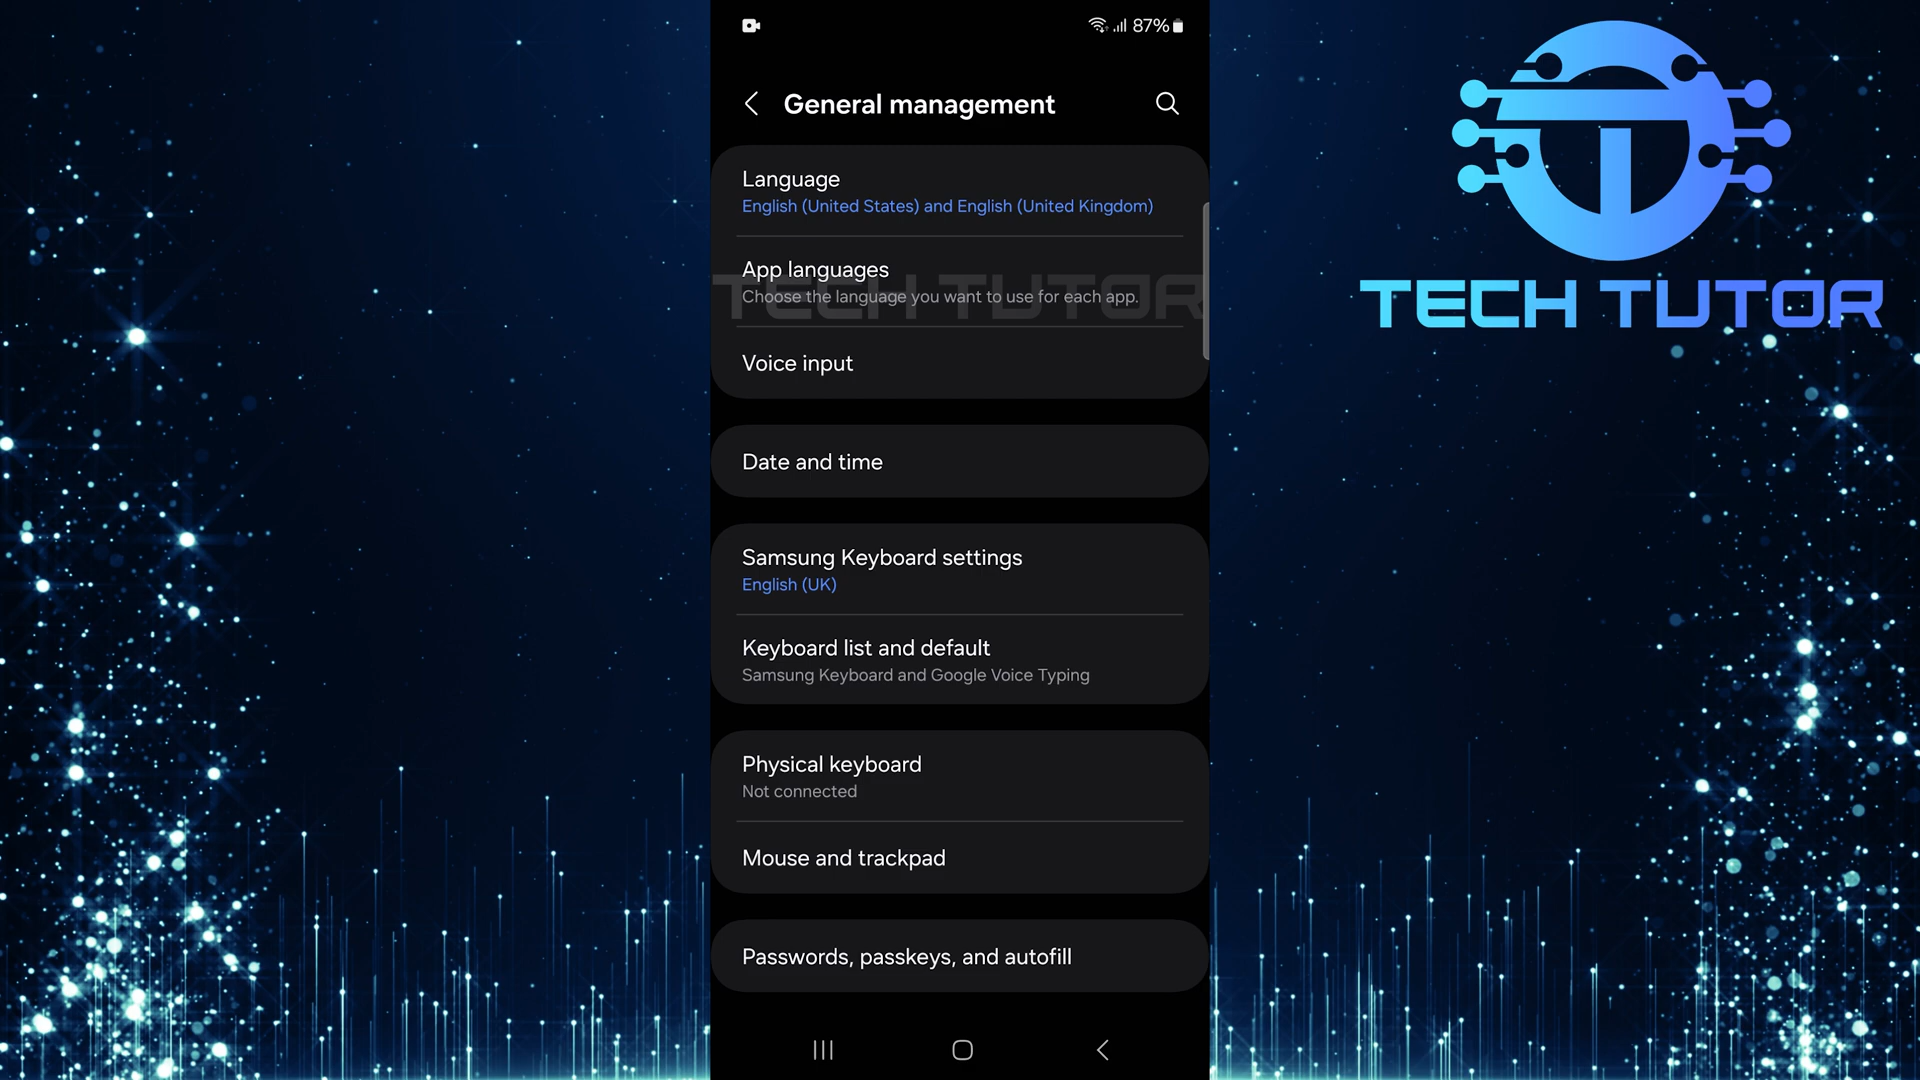 87%
General management
Language
English (United States) and English (United Kingdom)
App languages
Choose the language you want to use for each app.
TECH TUTOR
Voice input
Date and time
Samsung Keyboard settings
English (UK)
Keyboard list and default
Samsung Keyboard and Google Voice Typing
Physical keyboard
Not connected
Mouse and trackpad
Passwords, passkeys, and autofill
TECH TUTOR